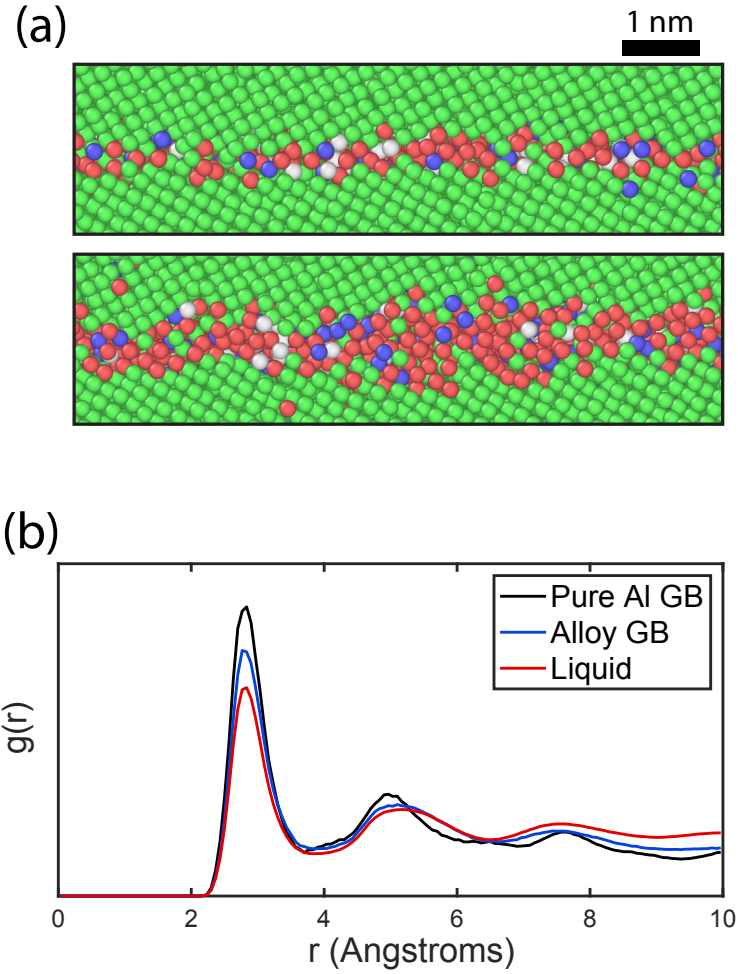 (a)
1 nm
(b)
Pure Al GB
Alloy GB
Liquid
g(r)
0 2 4 6 8 10
r (Angstroms)